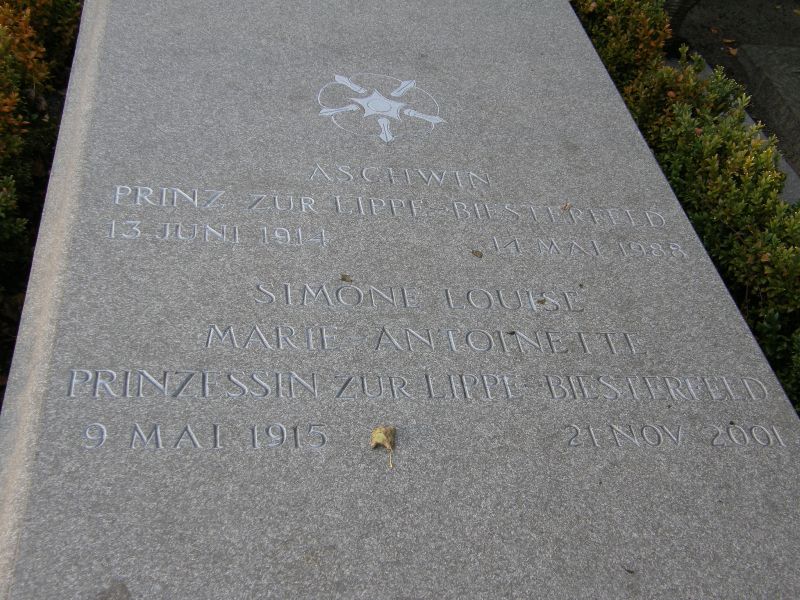 ASCHWIN
PRINZ ZUR LIPPE-BIESTERFELD
13 JUNI 1914 14 MAI 1988
SIMONE LOUISE
MARIE-ANTOINETTE
PRINZESSIN ZUR LIPPE-BIESTERFELD
9 MAI 1915 21 NOV 2001